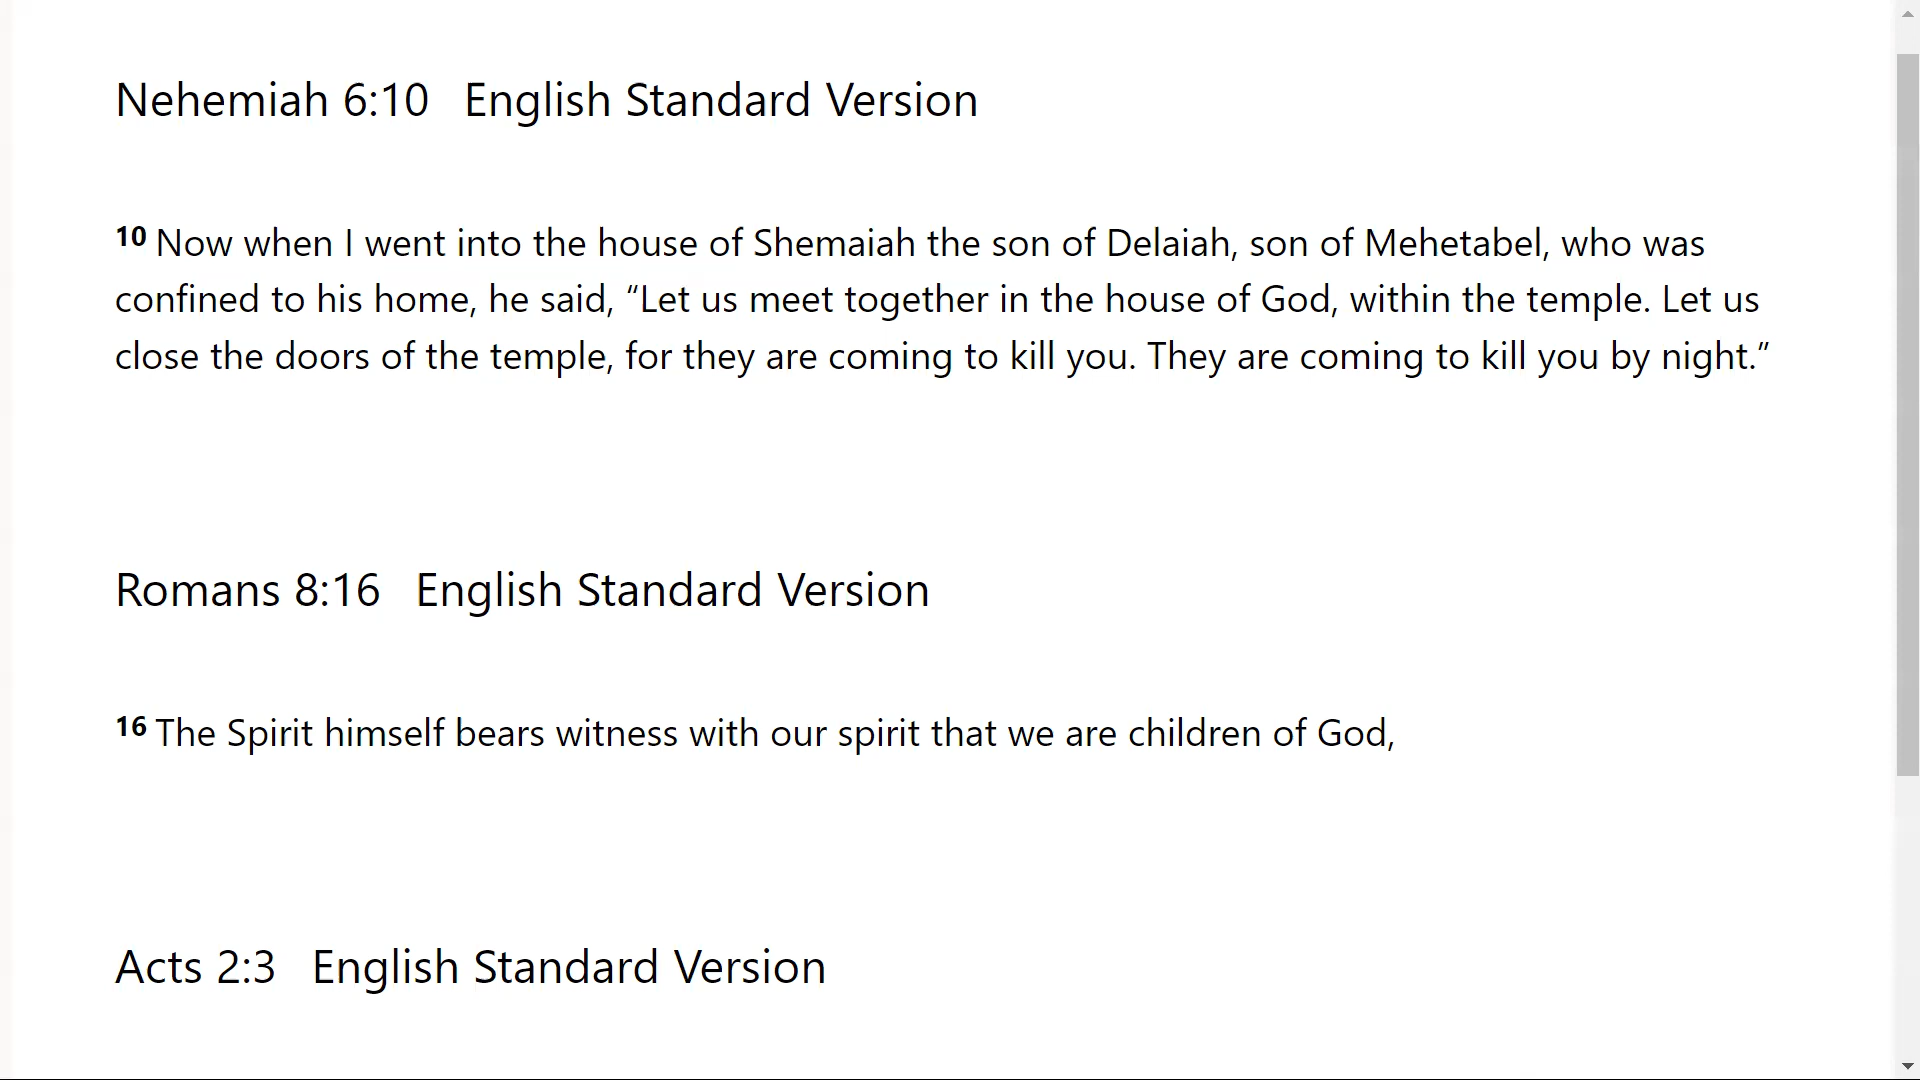 Nehemiah 6:10 English Standard Version
10 Now when I went into the house of Shemaiah the son of Delaiah, son of Mehetabel, who was
confined to his home, he said, “Let us meet together in the house of God, within the temple. Let us
close the doors of the temple, for they are coming to kill you. They are coming to kill you by night.”
Romans 8:16 English Standard Version
16 The Spirit himself bears witness with our spirit that we are children of God,
Acts 2:3 English Standard Version